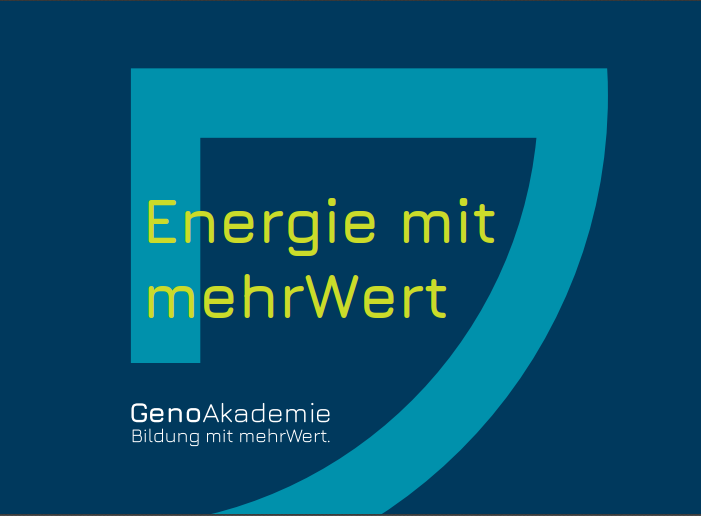 Energie mit
mehrWert
GenoAkademie
Bildung mit mehrWert.